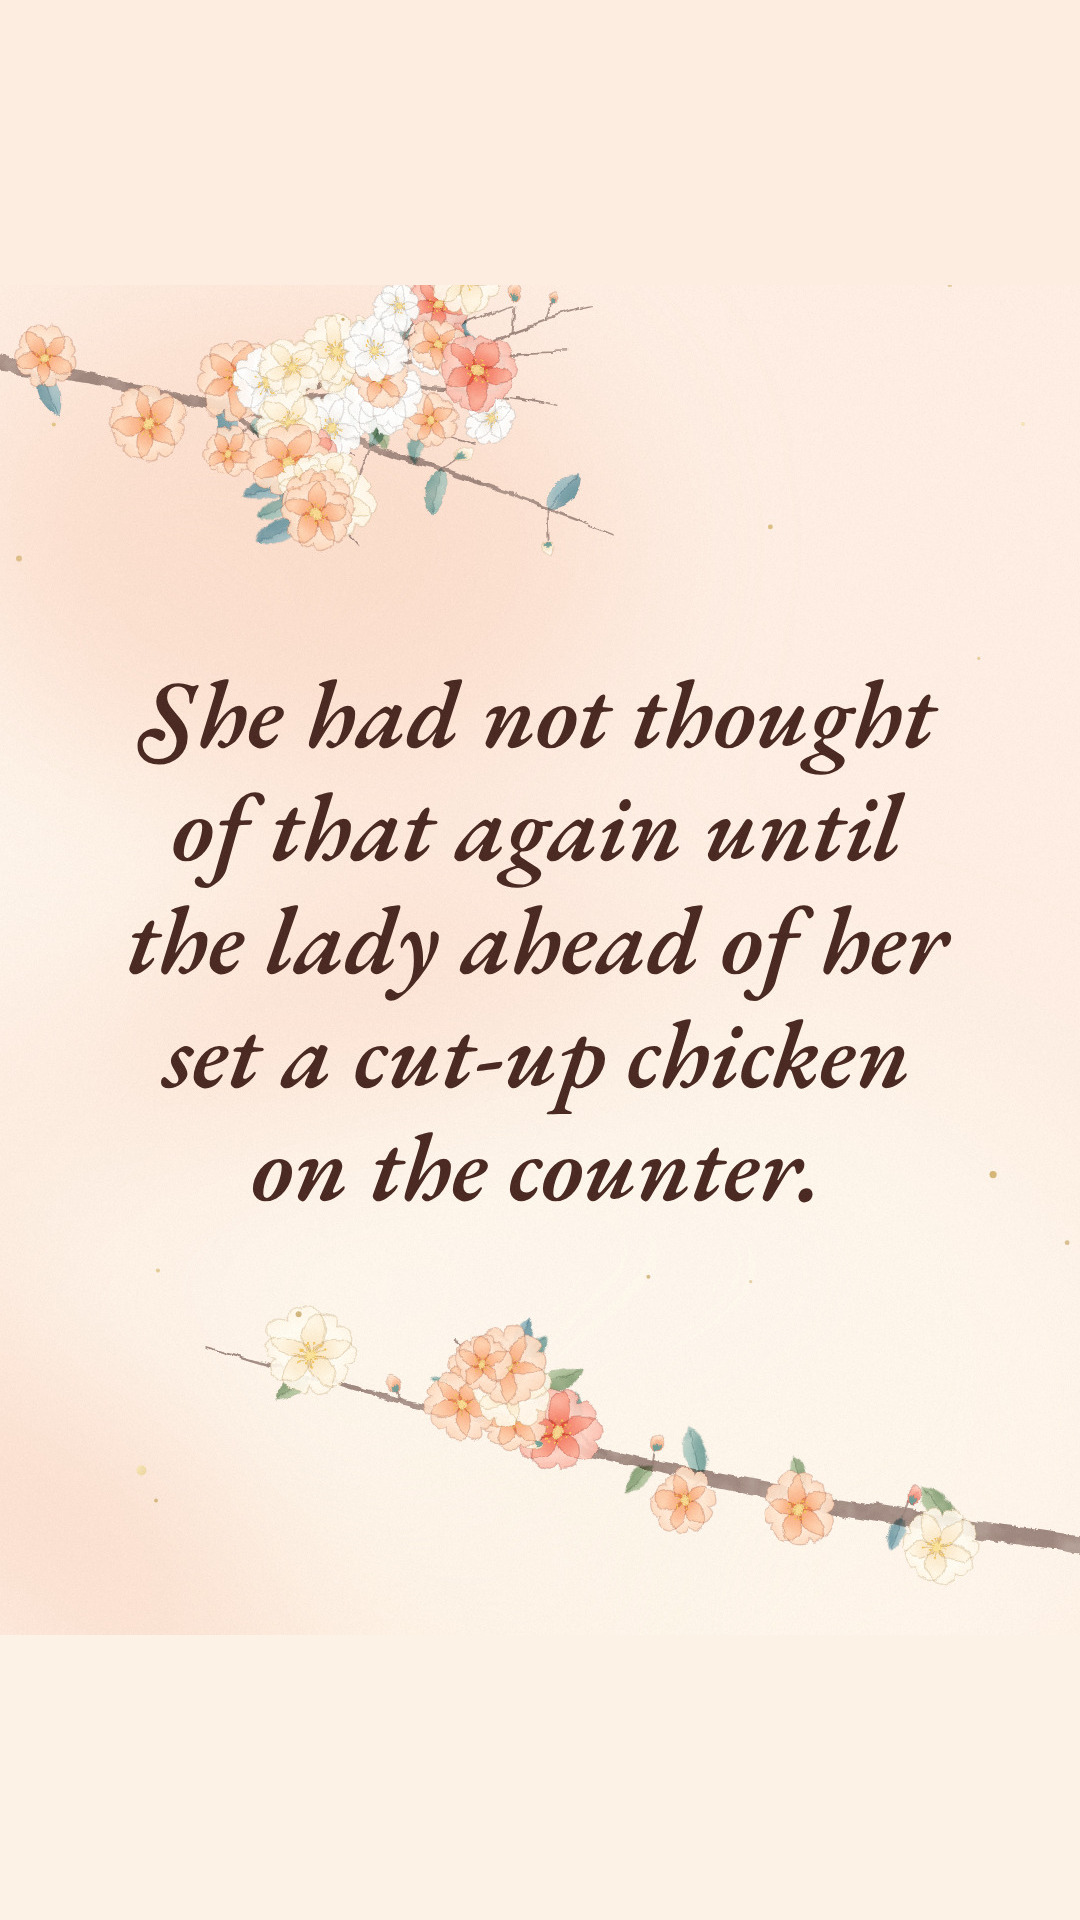 She had not thought
of that again until
the lady ahead of her
set a cut-up chicken
on the counter.